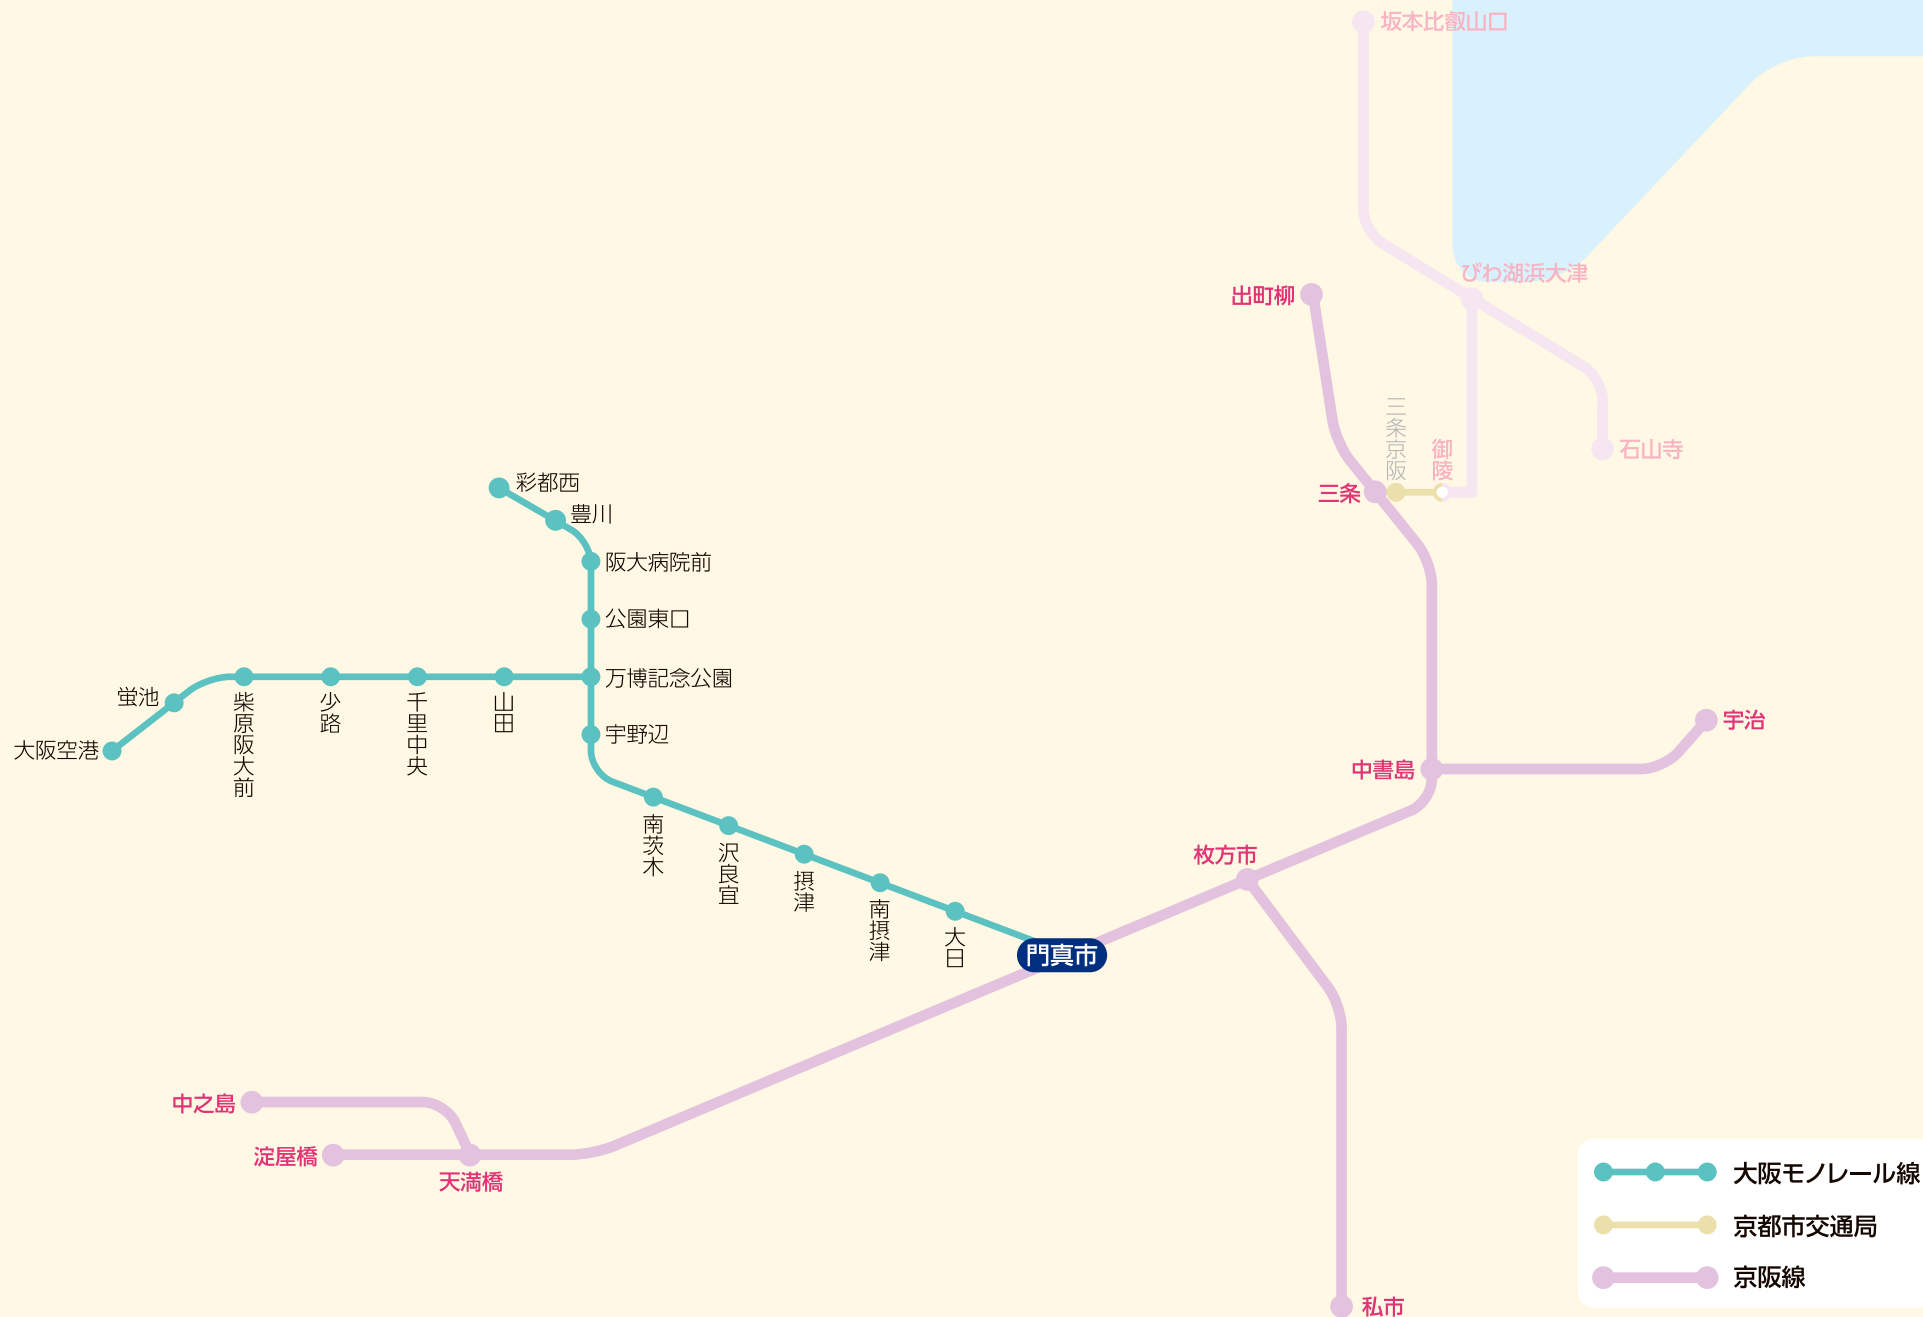 坂本比叡山口
びわ湖浜大津
出町柳
三条京阪
御陵
石山寺
三条
彩都西
豊川
阪大病院前
公園東口
万博記念公園
蛍池
大阪空港
柴原阪大前
少路
千里中央
山田
宇野辺
南茨木
沢良宜
摂津
南摂津
大日
門真市
宇治
中書島
枚方市
中之島
淀屋橋
天満橋
私市
大阪モノレール線
京都市交通局
京阪線